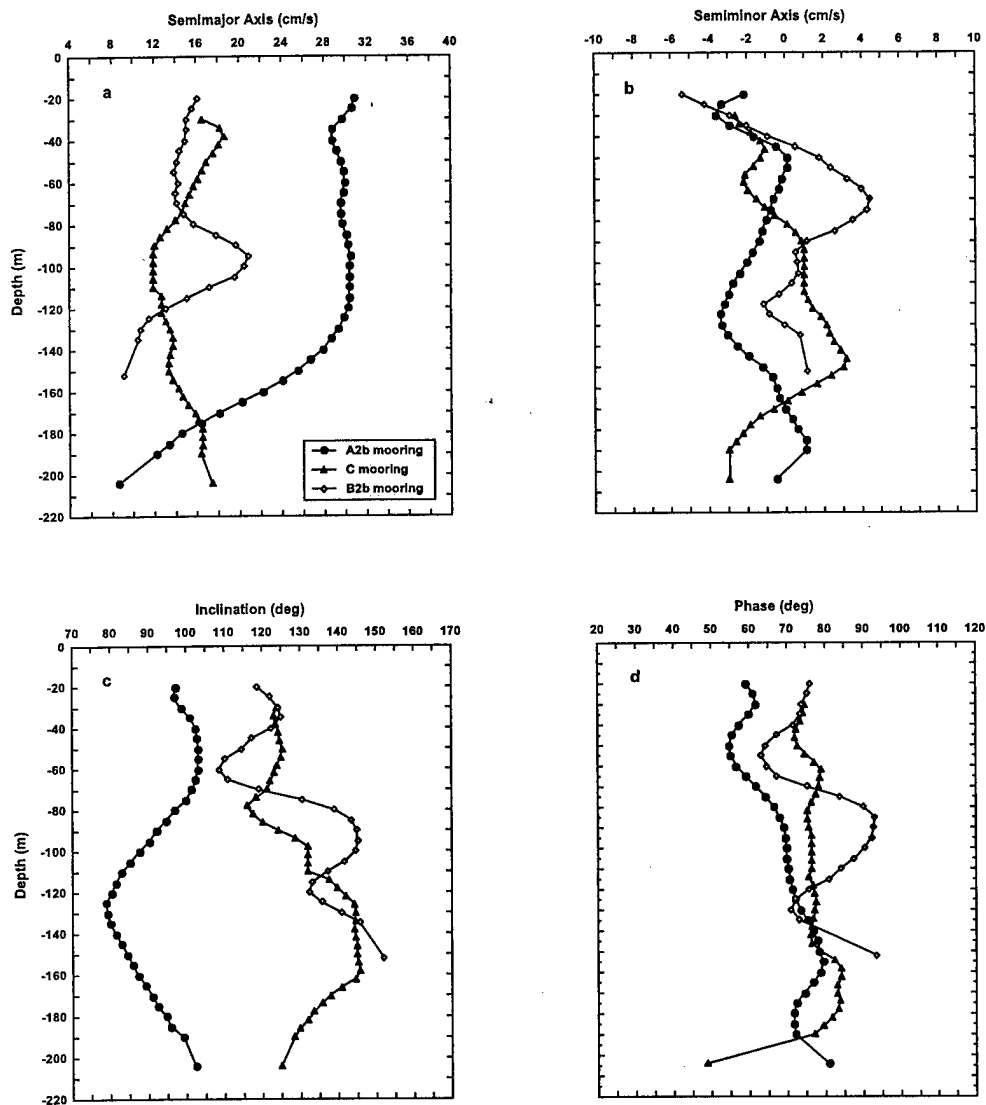 Semimajor Axis (cm/s)
4 8 12 16 20 24 28 32 36 40
0
-20
-40
-60
-80
-100
-120
-140
-160
-180
-200
-220
Depth (m)
a
A2b mooring
C mooring
B2b mooring
Semiminor Axis (cm/s)
-10 -8 -6 -4 -2 0 2 4 6 8 10
b
Inclination (deg)
70 80 90 100 110 120 130 140 150 160 170
0
-20
-40
-60
-80
-100
-120
-140
-160
-180
-200
-220
Depth (m)
c
Phase (deg)
20 30 40 50 60 70 80 90 100 110 120
d